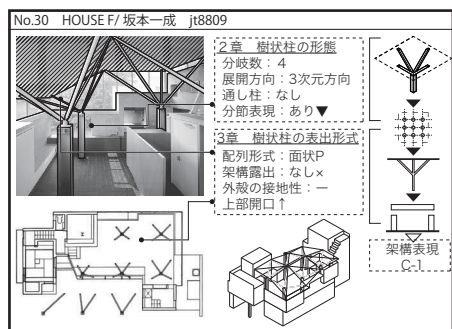 No.30 HOUSE F/ 坂本一成 jt8809
2章 樹状柱の形態
分岐数：4
展開方向：3次元方向
通し柱：なし
分節表現：あり▼
3章 樹状柱の表出形式
配列形式：面状P
架構露出：なし×
外殻の接地性：ー
上部開口↑
架構表現
C-1